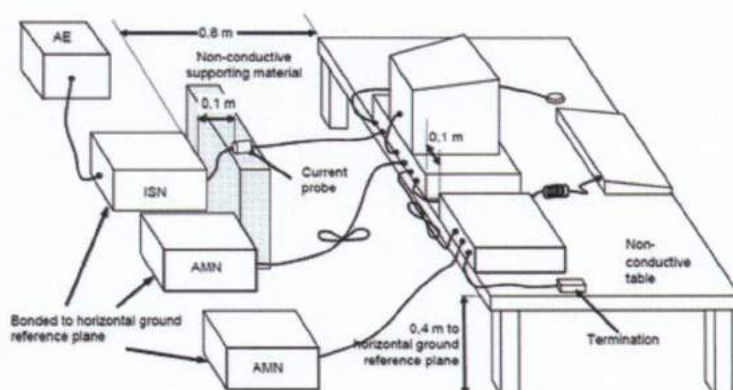 AE
0,8 m
Non-conductive
supporting material
0,1 m
0,1 m
Current
probe
ISN
AMN
Non-
conductive
table
Bonded to horizontal ground
reference plane
0,4 m to
horizontal ground
reference plane
AMN
Termination